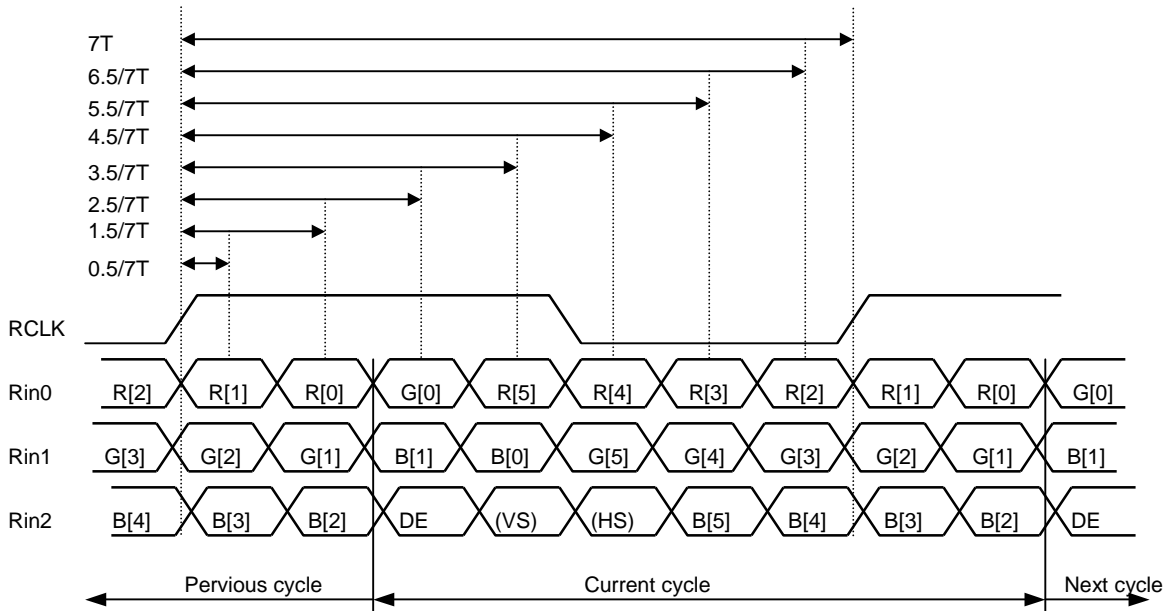 7T
6.5/7T
5.5/7T
4.5/7T
3.5/7T
2.5/7T
1.5/7T
0.5/7T
RCLK
Rin0 R[2] R[1] R[0] G[0] R[5] R[4] R[3] R[2] R[1] R[0] G[0]
Rin1 G[3] G[2] G[1] B[1] B[0] G[5] G[4] G[3] G[2] G[1] B[1]
Rin2 B[4] B[3] B[2] DE (VS) (HS) B[5] B[4] B[3] B[2] DE
Pervious cycle Current cycle Next cycle